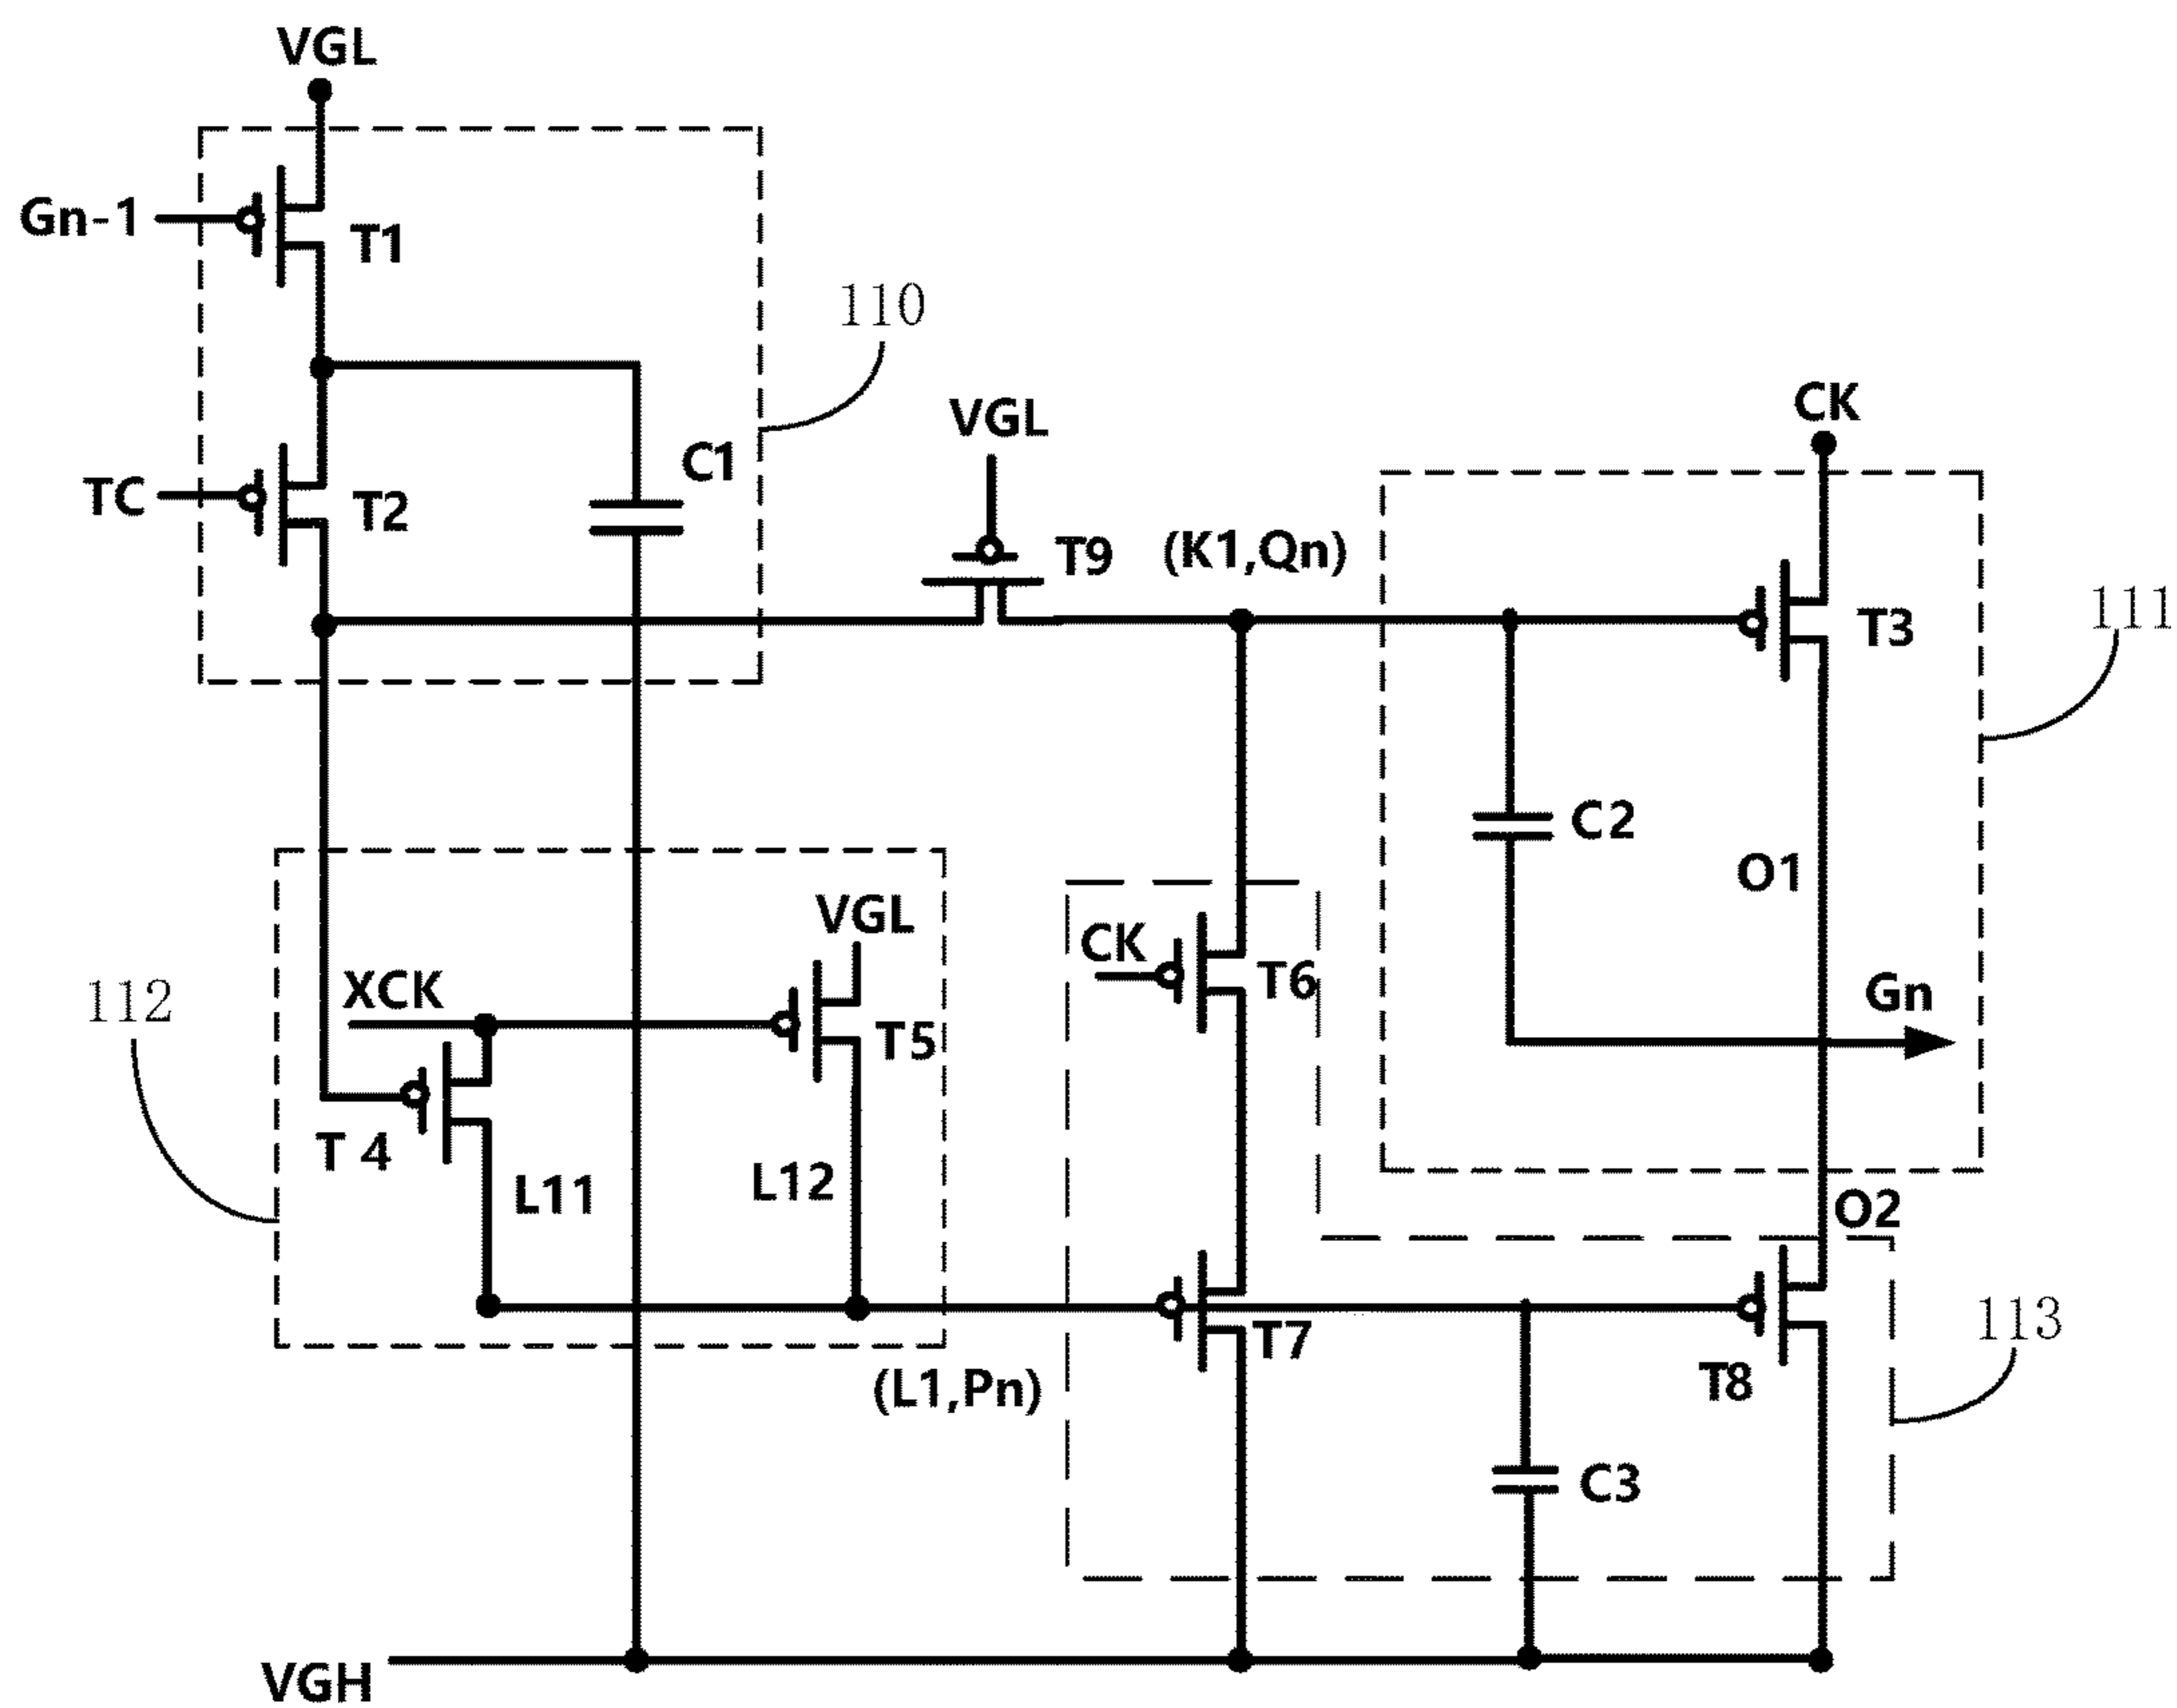 VGL
Gn-1
T1
110
VGL
CK
C1
TC
T2
T9
(K1,Qn)
T3
111
C2
O1
VGL
CK
T6
XCK
112
T5
Gn
T 4
L11
L12
O2
T7
113
(L1,Pn)
T8
C3
VGH